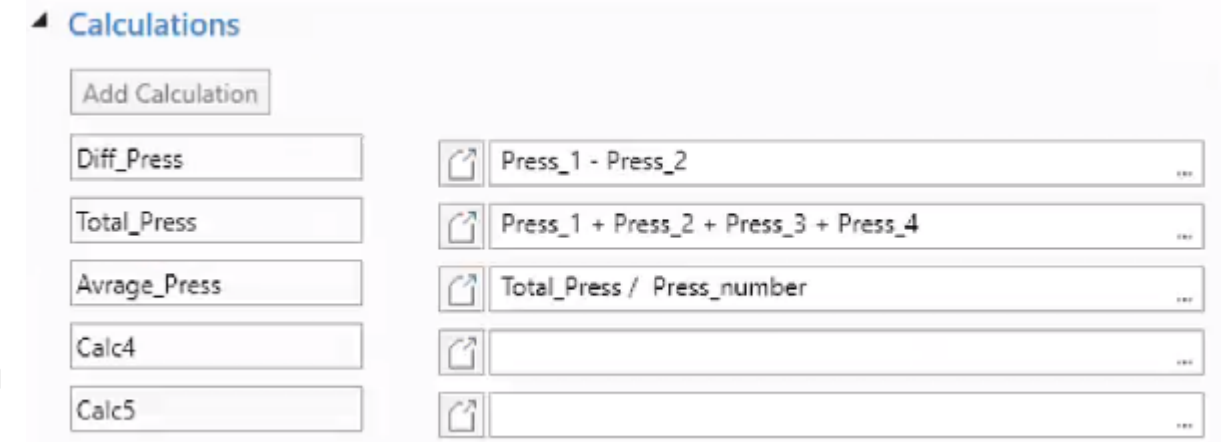 Calculations
Add Calculation
Diff_Press Press_1 - Press_2 ...
Total_Press Press_1 + Press_2 + Press_3 + Press_4 ...
Avrage_Press Total_Press / Press_number ...
Calc4 ...
Calc5 ...